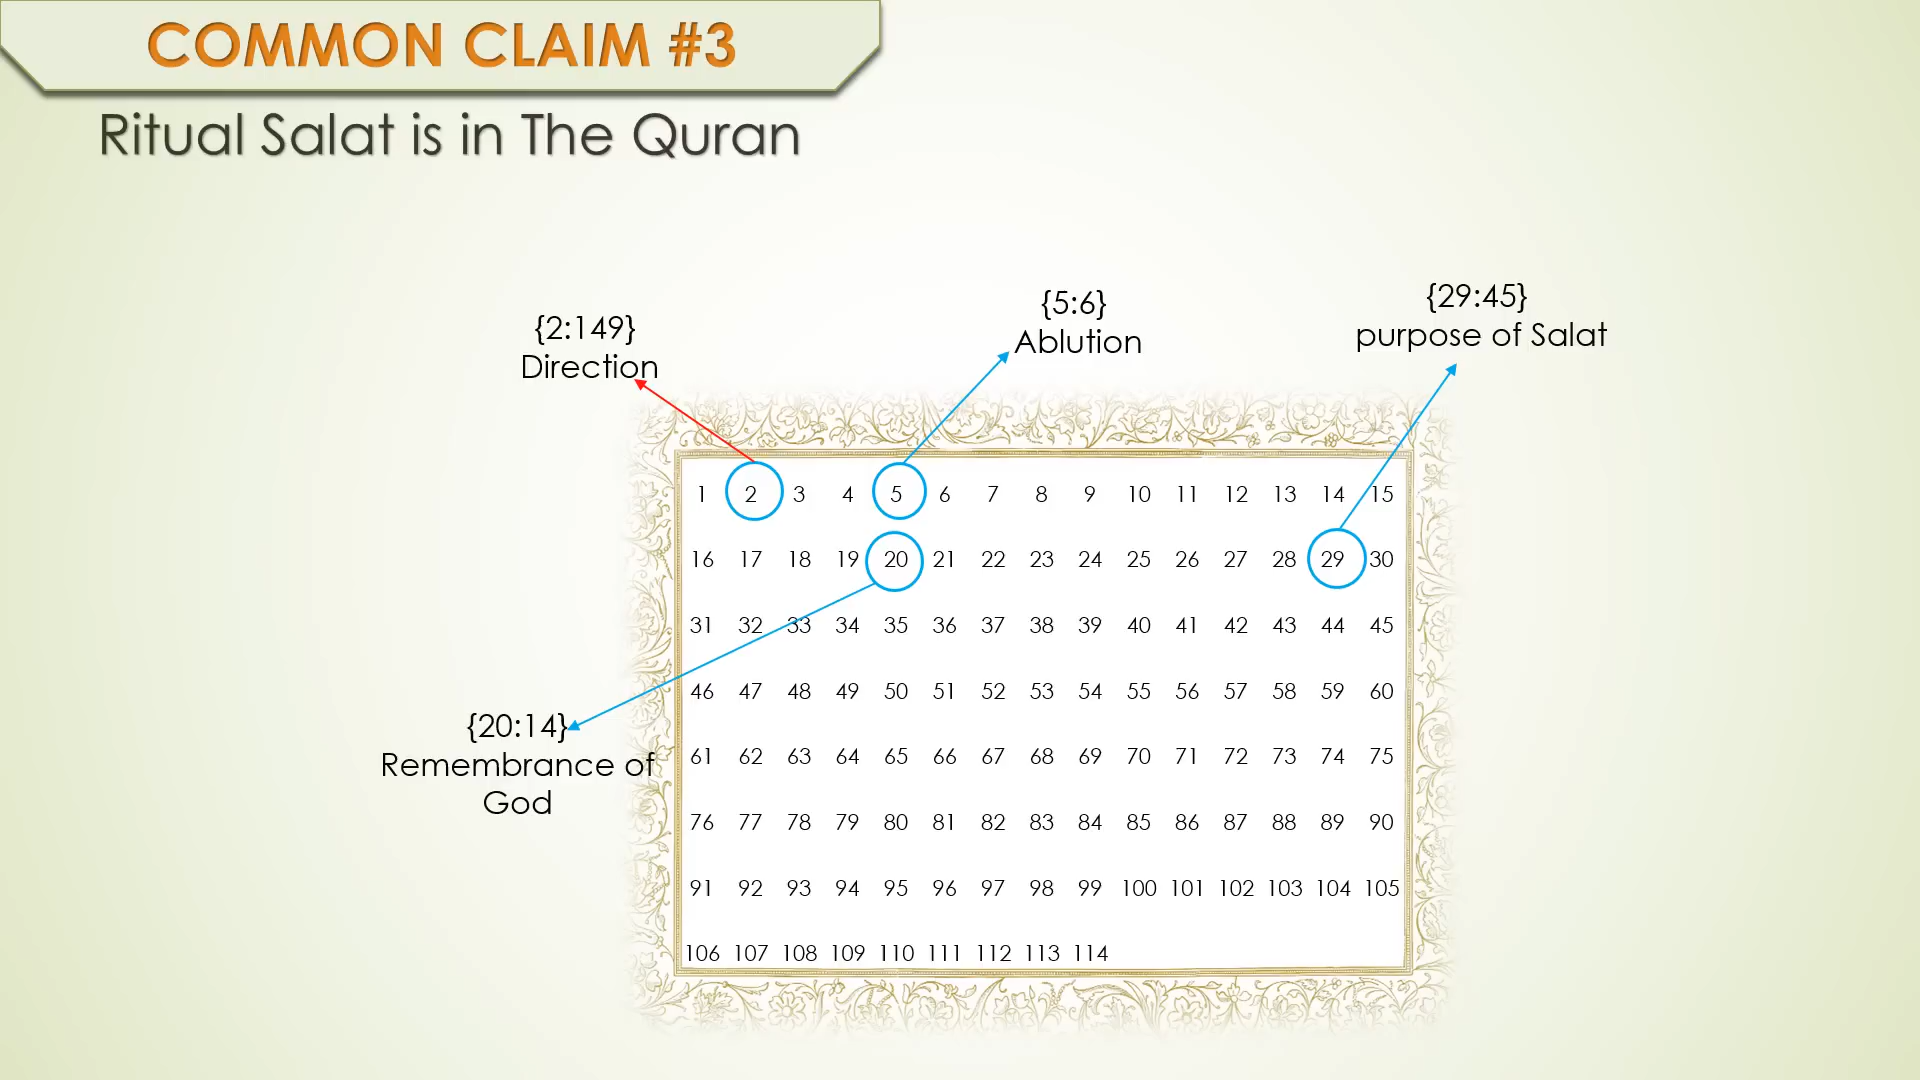 COMMON CLAIM #3
Ritual Salat is in The Quran
{2:149}
Direction
{5:6}
Ablution
{29:45}
purpose of Salat
1 2 3 4 5 6 7 8 9 10 11 12 13 14 15
16 17 18 19 20 21 22 23 24 25 26 27 28 29 30
31 32 33 34 35 36 37 38 39 40 41 42 43 44 45
46 47 48 49 50 51 52 53 54 55 56 57 58 59 60
{20:14}
Remembrance of
God
61 62 63 64 65 66 67 68 69 70 71 72 73 74 75
76 77 78 79 80 81 82 83 84 85 86 87 88 89 90
91 92 93 94 95 96 97 98 99 100 101 102 103 104 105
106 107 108 109 110 111 112 113 114